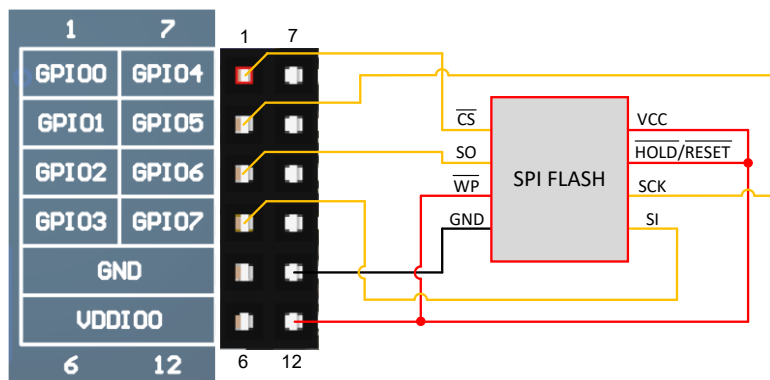 1 7
GPIO0 GPIO4
GPIO1 GPIO5
GPIO2 GPIO6
GPIO3 GPIO7
GND
VDDIO0
6 12
1 7
6 12
CS
SO
WP
GND
SPI FLASH
VCC
HOLD/RESET
SCK
SI